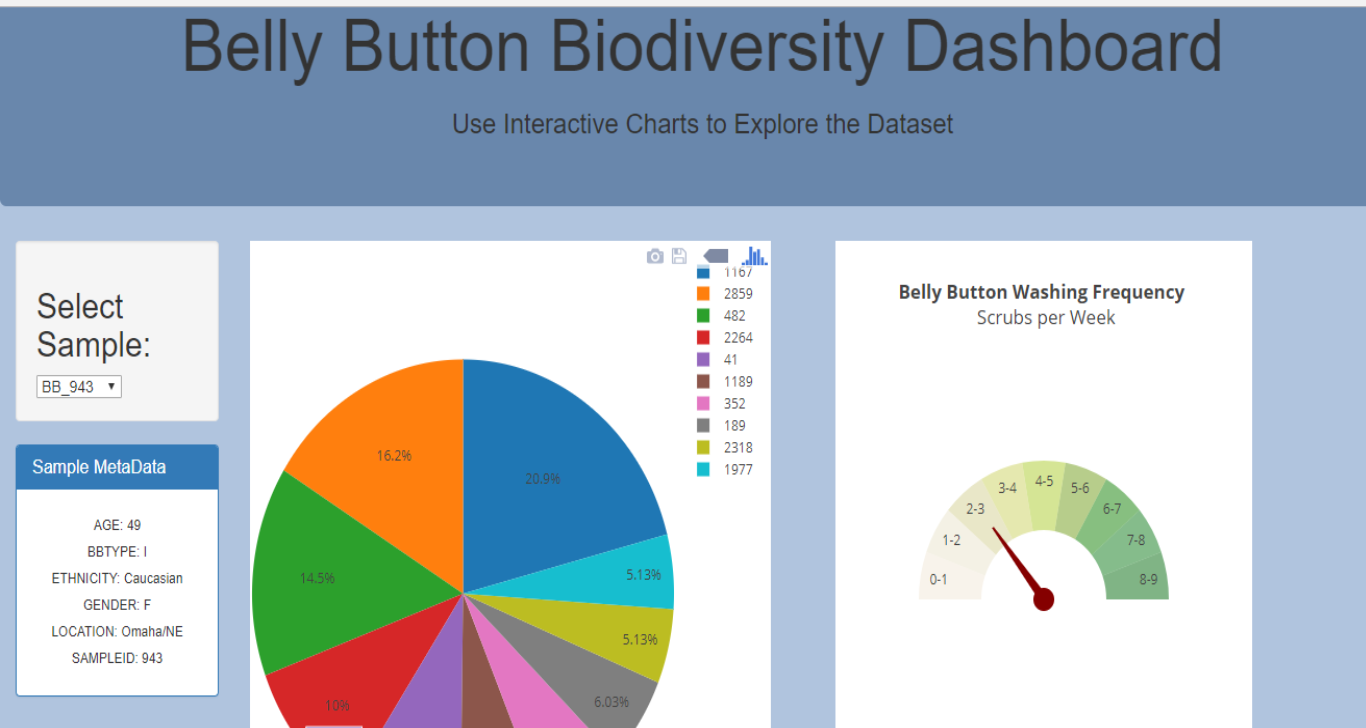 Belly Button Biodiversity Dashboard
Use Interactive Charts to Explore the Dataset
Select
Sample:
BB_943
Sample MetaData
AGE: 49
BBTYPE: I
ETHNICITY: Caucasian
GENDER: F
LOCATION: Omaha/NE
SAMPLEID: 943
1167
2859
482
2264
41
1189
352
189
2318
1977
16.2%
20.9%
14.5%
5.13%
5.13%
6.03%
10%
Belly Button Washing Frequency
Scrubs per Week
0-1
1-2
2-3
3-4
4-5
5-6
6-7
7-8
8-9